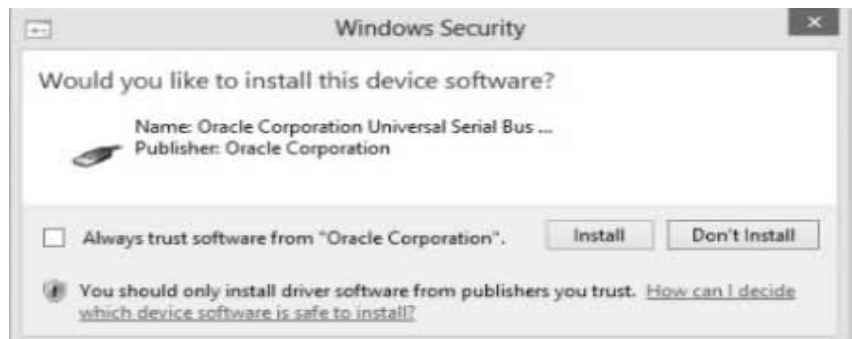 Windows Security
Would you like to install this device software?
Name: Oracle Corporation Universal Serial Bus ...
Publisher: Oracle Corporation
Always trust software from "Oracle Corporation".
Install
Don't Install
You should only install driver software from publishers you trust. How can I decide
which device software is safe to install?